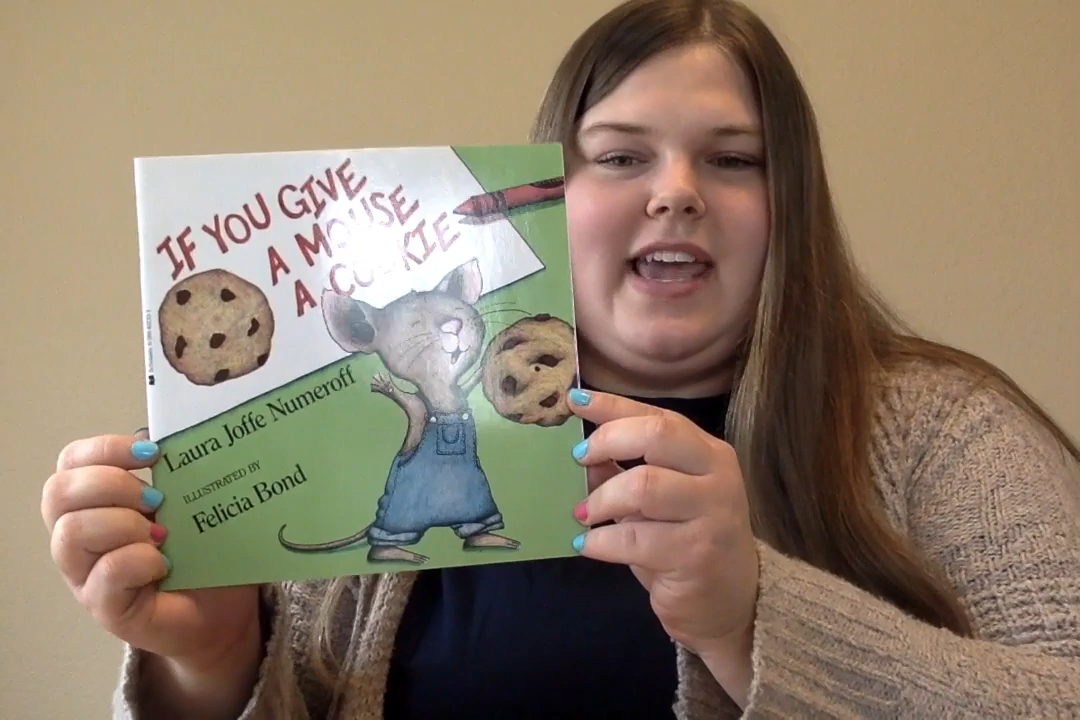 IF YOU GIVE
A MOUSE
A COOKIE
Laura Joffe Numeroff
ILLUSTRATED BY
Felicia Bond